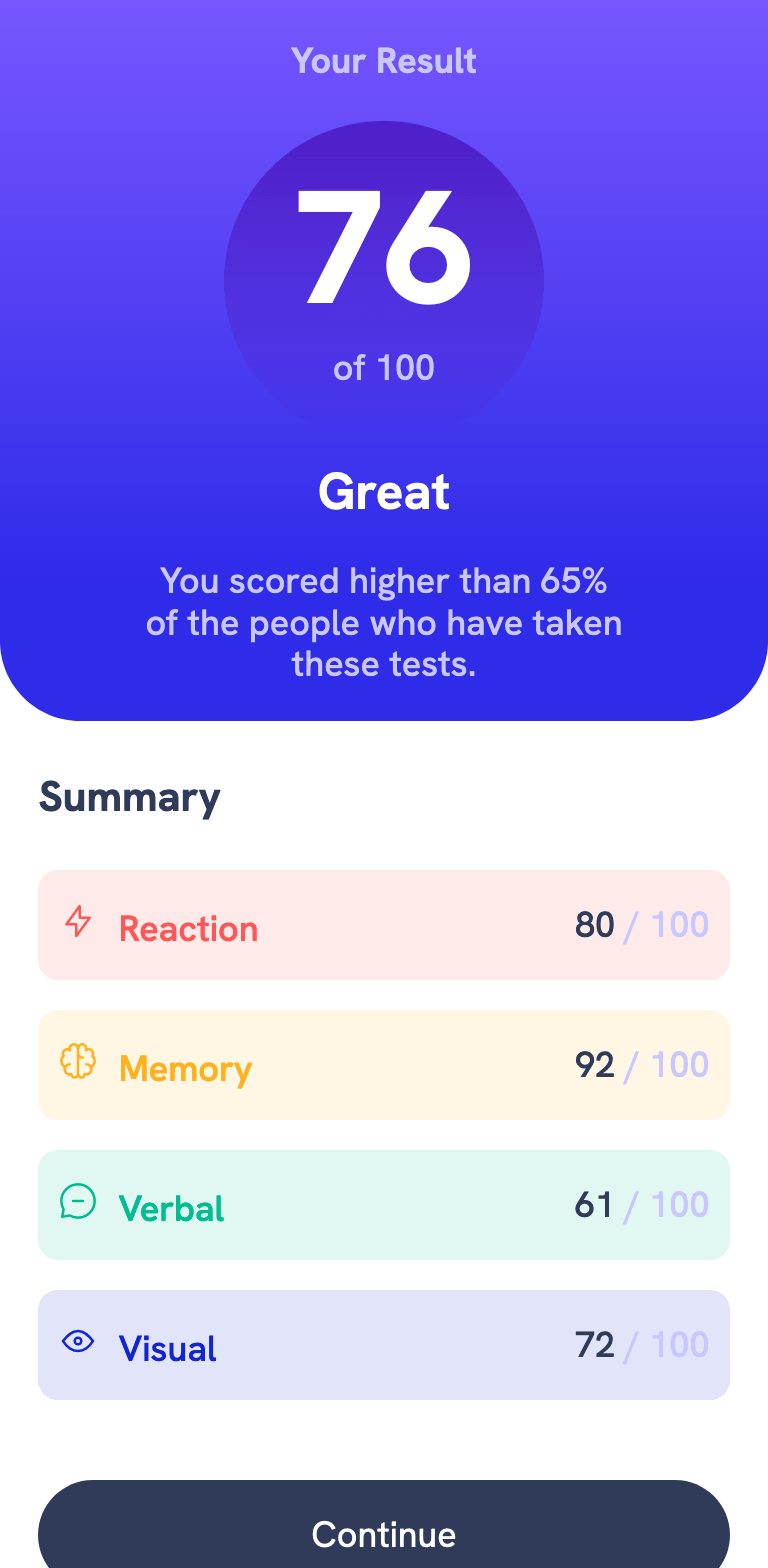 Your Result
76
of 100
Great
You scored higher than 65%
of the people who have taken
these tests.
Summary
Reaction 80 / 100
Memory 92 / 100
Verbal 61 / 100
Visual 72 / 100
Continue